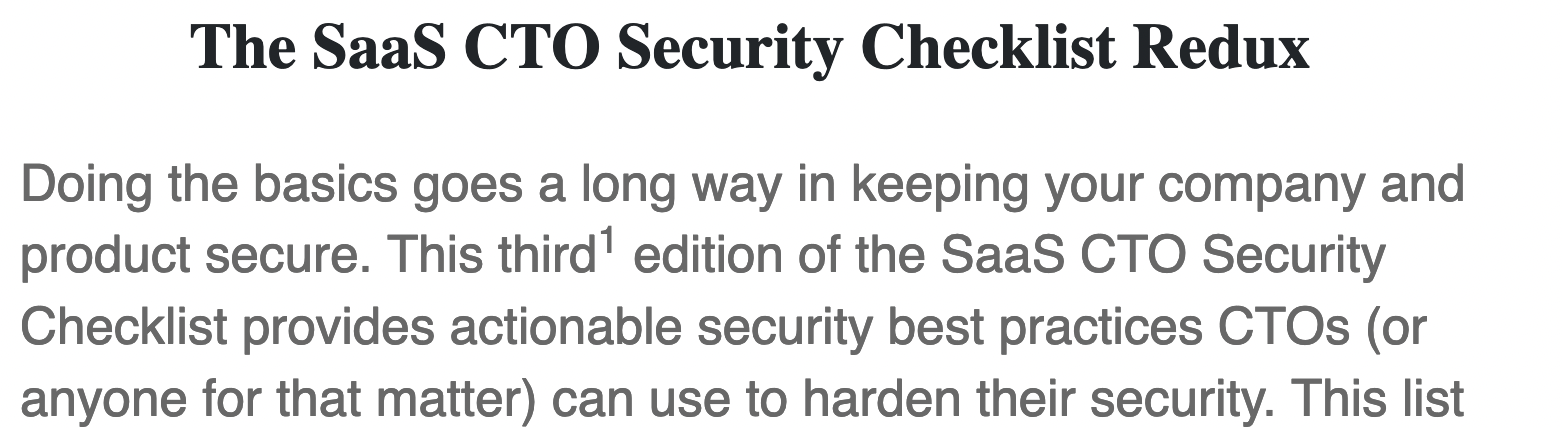 The SaaS CTO Security Checklist Redux
Doing the basics goes a long way in keeping your company and
product secure. This third¹ edition of the SaaS CTO Security
Checklist provides actionable security best practices CTOs (or
anyone for that matter) can use to harden their security. This list